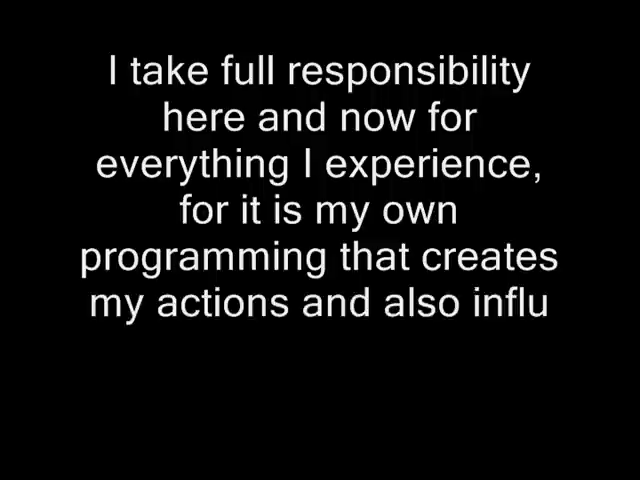 I take full responsibility
here and now for
everything I experience,
for it is my own
programming that creates
my actions and also influ